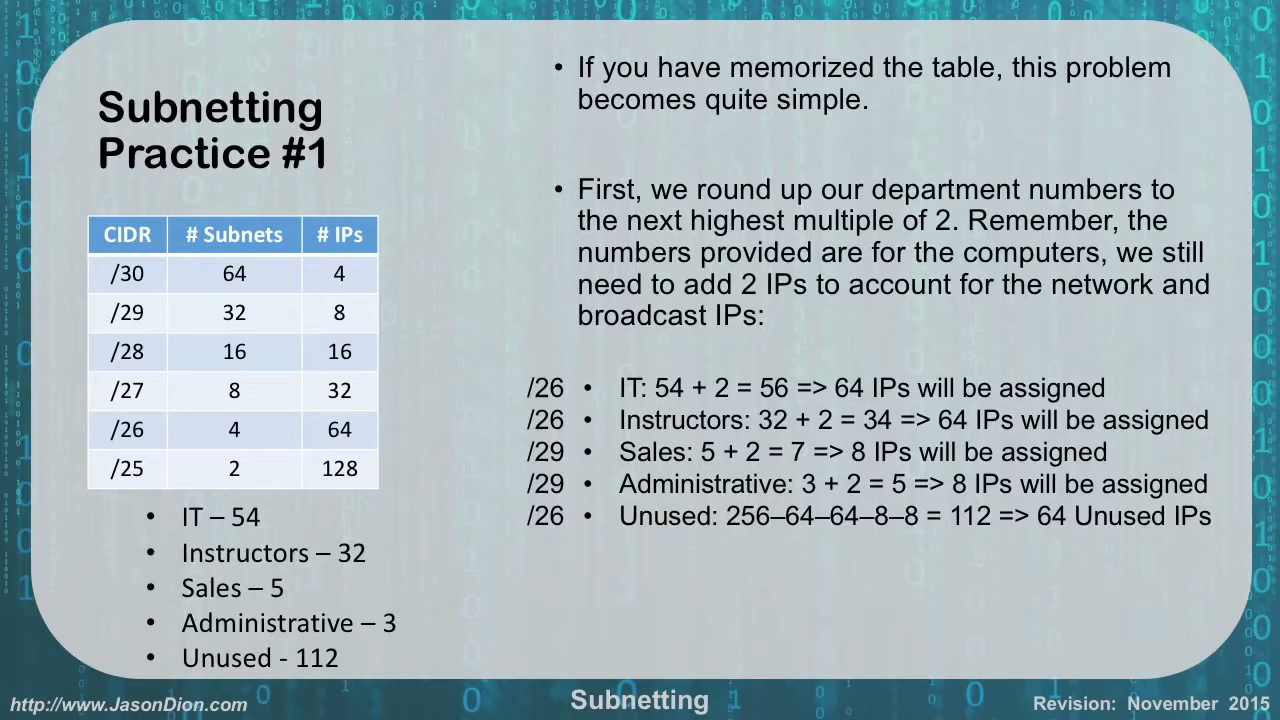 Subnetting
Practice #1
CIDR # Subnets # IPs
/30 64 4
/29 32 8
/28 16 16
/27 8 32
/26 4 64
/25 2 128
• IT – 54
• Instructors – 32
• Sales – 5
• Administrative – 3
• Unused - 112
• If you have memorized the table, this problem
becomes quite simple.
• First, we round up our department numbers to
the next highest multiple of 2. Remember, the
numbers provided are for the computers, we still
need to add 2 IPs to account for the network and
broadcast IPs:
/26 • IT: 54 + 2 = 56 => 64 IPs will be assigned
/26 • Instructors: 32 + 2 = 34 => 64 IPs will be assigned
/29 • Sales: 5 + 2 = 7 => 8 IPs will be assigned
/29 • Administrative: 3 + 2 = 5 => 8 IPs will be assigned
/26 • Unused: 256–64–64–8–8 = 112 => 64 Unused IPs
http://www.JasonDion.com
Subnetting
Revision: November 2015